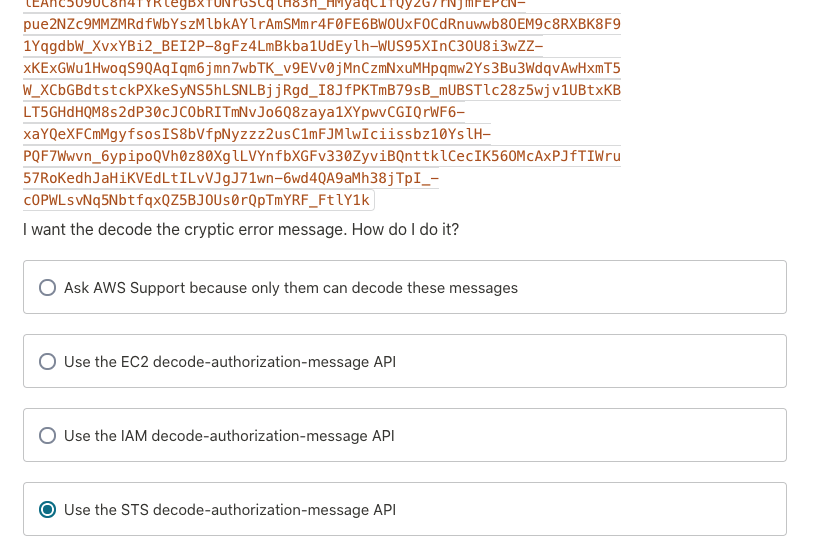 pue2NZc9MMZMRdfWbYszMlbkAYlrAmSMmr4F0FE6BWOUxFOCdRnuwwb8OEM9c8RXBK8F9
1YqgdbW_XvxYBi2_BEI2P-8gFz4LmBkba1UdEylh-WUS95XInC3OU8i3wZZ-
xKExGWu1HwoqS9QAqIqm6jmn7wbTK_v9EVv0jMnCzmNxuMHpqmw2Ys3Bu3WdqvAwHxmT5
W_XCbGBdtstckPXkeSyNS5hLSNLBjjRgd_I8JfPKTmB79sB_mUBSTlc28z5wjv1UBtxKB
LT5GHdHQM8s2dP30cJCObRITmNvJo6Q8zaya1XYpwvCGIQrWF6-
xaYQeXFCmMgyfsosIS8bVfpNyzzz2usC1mFJMlwIciissbz10YslH-
PQF7Wwvn_6ypipoQVh0z80XglLVYnfbXGFv330ZyviBQnttklCecIK56OMcAxPJfTIWru
57RoKedhJaHiKVEdLtILvVJgJ71wn-6wd4QA9aMh38jTpI_-
cOPWLsvNq5NbtfqxQZ5BJOUs0rQpTmYRF_FtlY1k
I want the decode the cryptic error message. How do I do it?
Ask AWS Support because only them can decode these messages
Use the EC2 decode-authorization-message API
Use the IAM decode-authorization-message API
Use the STS decode-authorization-message API